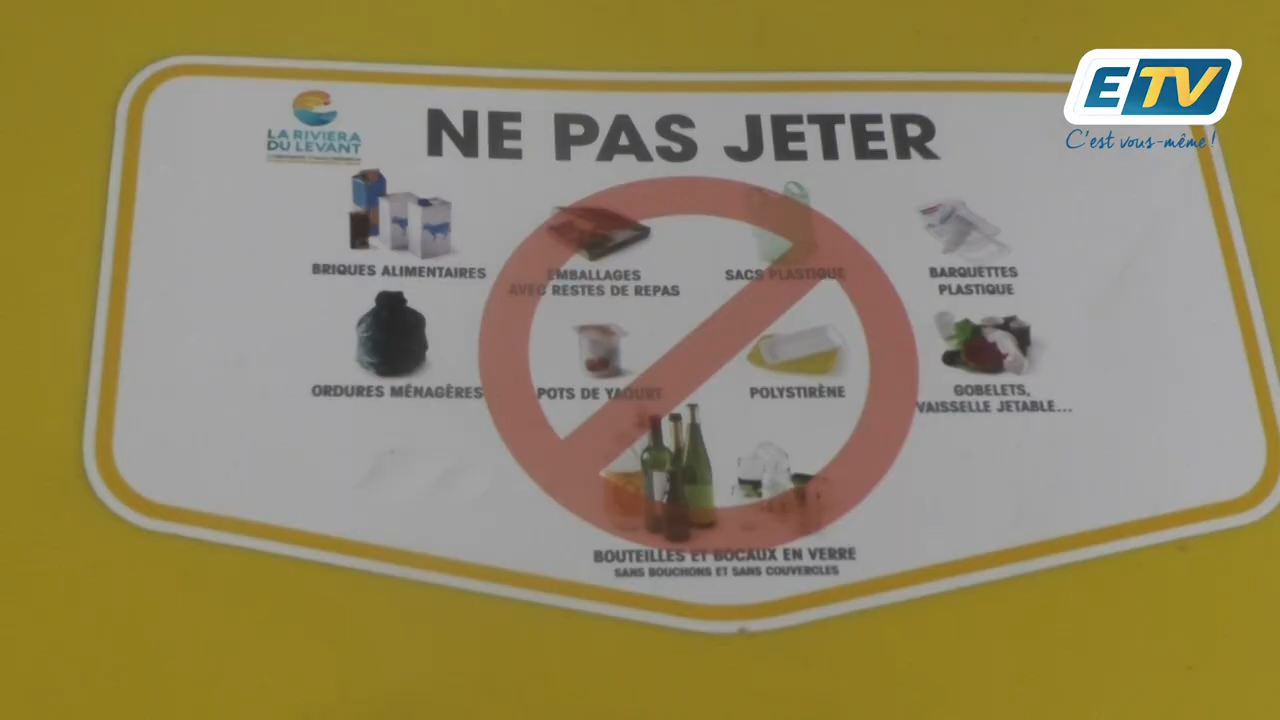 ETV
C'est vous-même !
LA RIVIERA
DU LEVANT
NE PAS JETER
BRIQUES ALIMENTAIRES
EMBALLAGES
AVEC RESTES DE REPAS
SACS PLASTIQUE
BARQUETTES
PLASTIQUE
ORDURES MÉNAGÈRES
POTS DE YAOURT
POLYSTIRÈNE
GOBELETS,
VAISSELLE JETABLE...
BOUTEILLES ET BOCAUX EN VERRE
SANS BOUCHONS ET SANS COUVERCLES